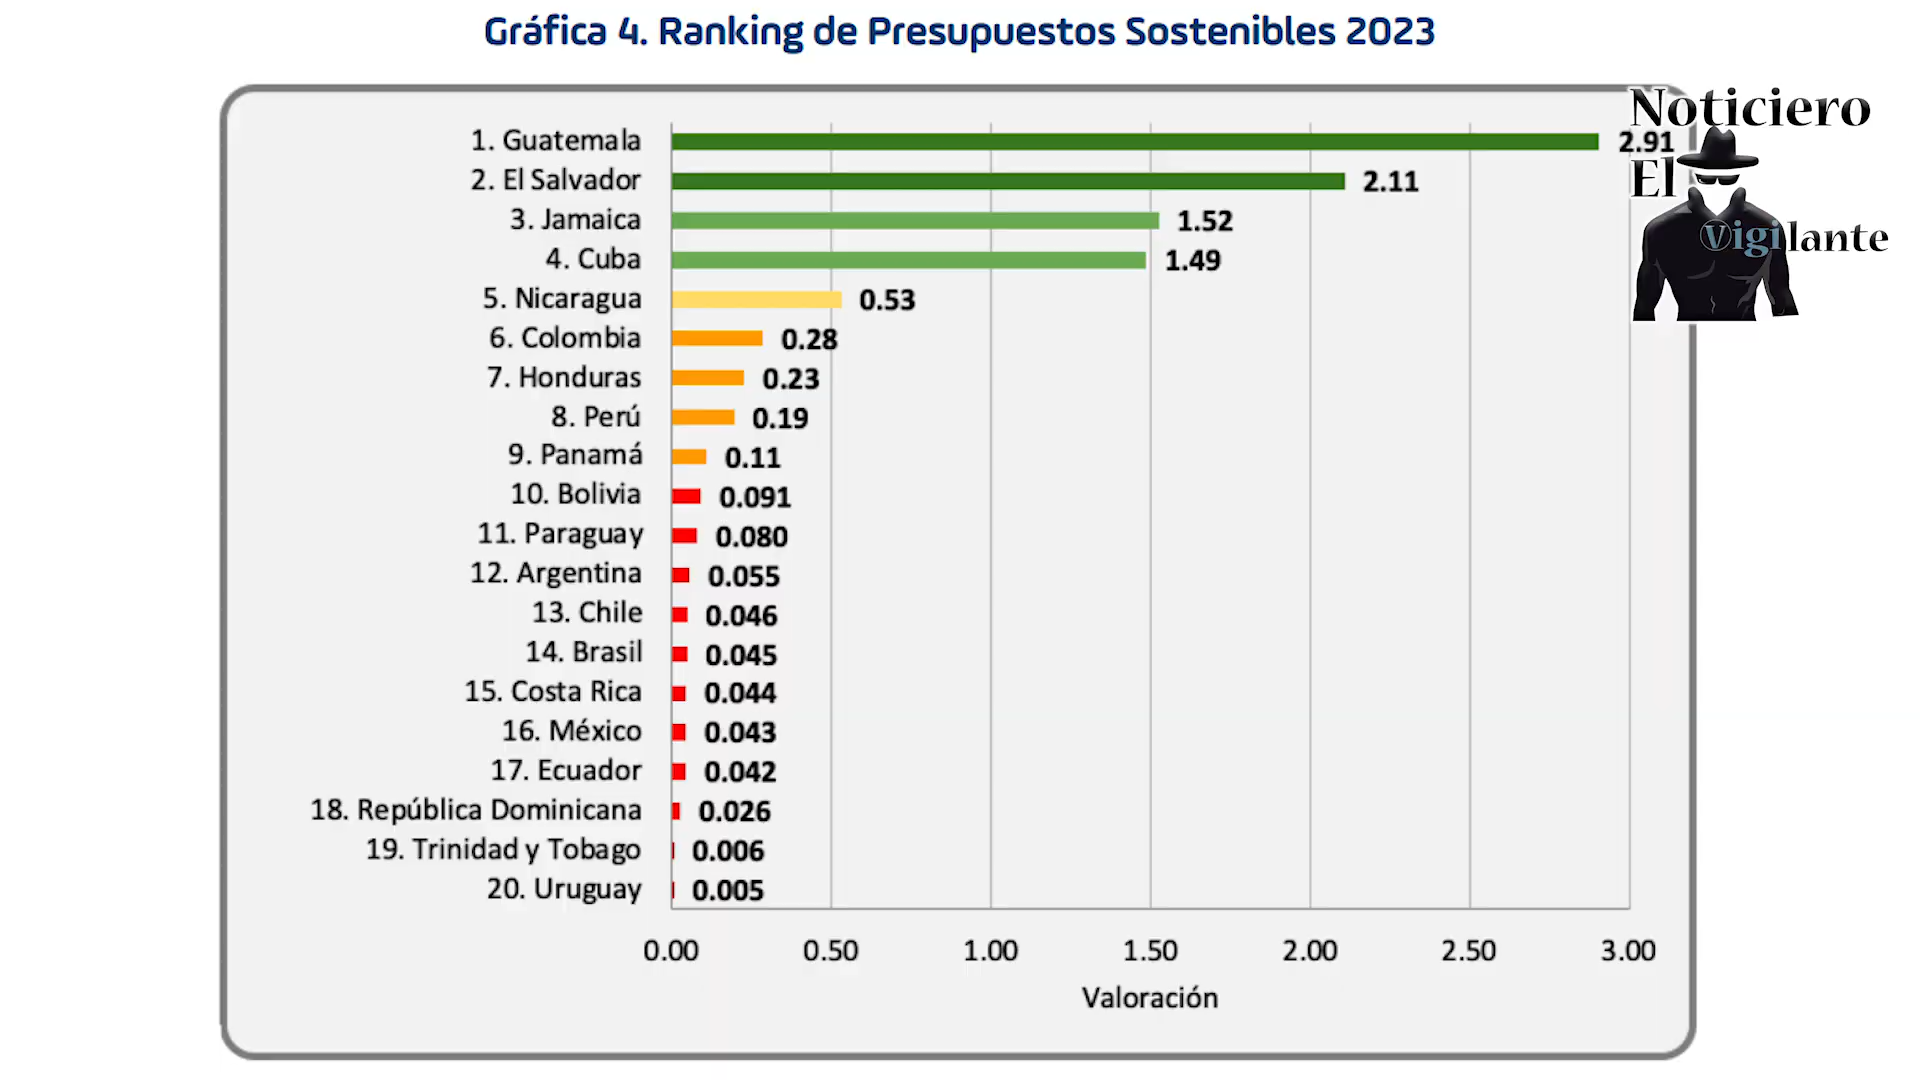 Gráfica 4. Ranking de Presupuestos Sostenibles 2023
Noticiero
El
Vigilante
1. Guatemala 2.91
2. El Salvador 2.11
3. Jamaica 1.52
4. Cuba 1.49
5. Nicaragua 0.53
6. Colombia 0.28
7. Honduras 0.23
8. Perú 0.19
9. Panamá 0.11
10. Bolivia 0.091
11. Paraguay 0.080
12. Argentina 0.055
13. Chile 0.046
14. Brasil 0.045
15. Costa Rica 0.044
16. México 0.043
17. Ecuador 0.042
18. República Dominicana 0.026
19. Trinidad y Tobago 0.006
20. Uruguay 0.005
0.00 0.50 1.00 1.50 2.00 2.50 3.00
Valoración